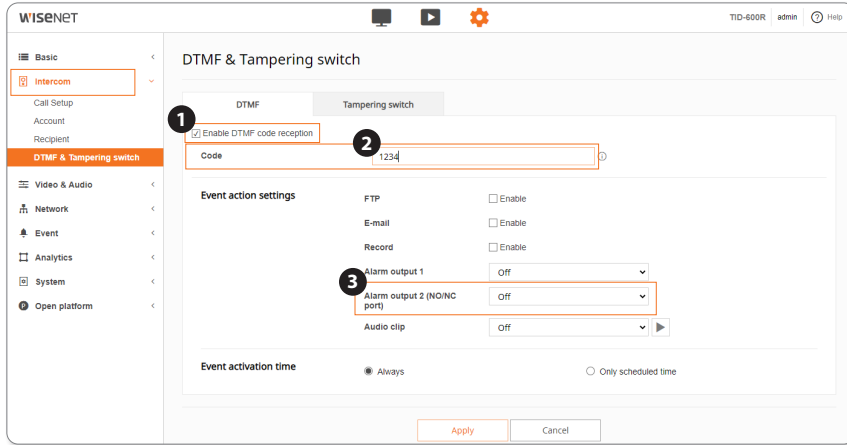 WISENET
TID-600R admin ? Help
Basic
Intercom
Call Setup
Account
Recipient
DTMF & Tampering switch
Video & Audio
Network
Event
Analytics
System
Open platform
DTMF & Tampering switch
DTMF Tampering switch
1
Enable DTMF code reception
2
Code 1234
Event action settings
FTP Enable
E-mail Enable
Record Enable
Alarm output 1 Off
3
Alarm output 2 (NO/NC
port) Off
Audio clip Off
Event activation time Always Only scheduled time
Apply Cancel